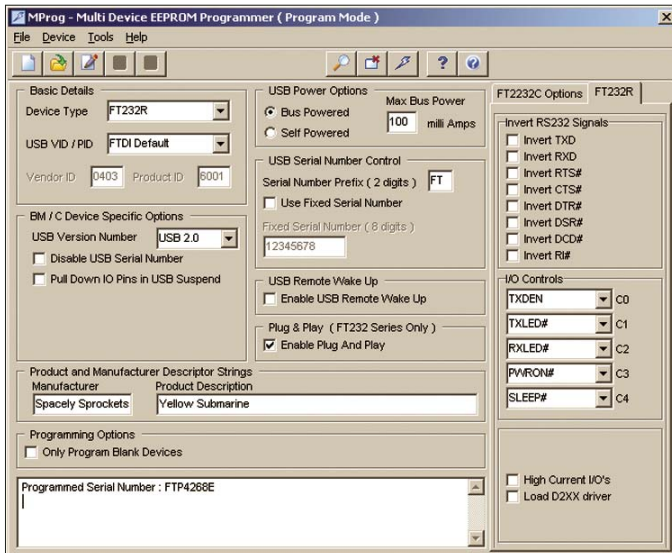 MProg - Multi Device EEPROM Programmer ( Program Mode )
File Device Tools Help
Basic Details
Device Type FT232R
USB VID / PID FTDI Default
Vendor ID 0403 Product ID 6001
BM / C Device Specific Options
USB Version Number USB 2.0
Disable USB Serial Number
Pull Down IO Pins in USB Suspend
USB Power Options
Bus Powered
Self Powered
Max Bus Power
100 milli Amps
USB Serial Number Control
Serial Number Prefix ( 2 digits ) FT
Use Fixed Serial Number
Fixed Serial Number ( 8 digits )
12345678
USB Remote Wake Up
Enable USB Remote Wake Up
Plug & Play ( FT232 Series Only )
Enable Plug And Play
Product and Manufacturer Descriptor Strings
Manufacturer Product Description
Spacely Sprockets Yellow Submarine
Programming Options
Only Program Blank Devices
Programmed Serial Number : FTP4268E
FT2232C Options FT232R
Invert RS232 Signals
Invert TXD
Invert RXD
Invert RTS#
Invert CTS#
Invert DTR#
Invert DSR#
Invert DCD#
Invert RI#
I/O Controls
TXDEN C0
TXLED# C1
RXLED# C2
PWRON# C3
SLEEP# C4
High Current I/O's
Load D2XX driver